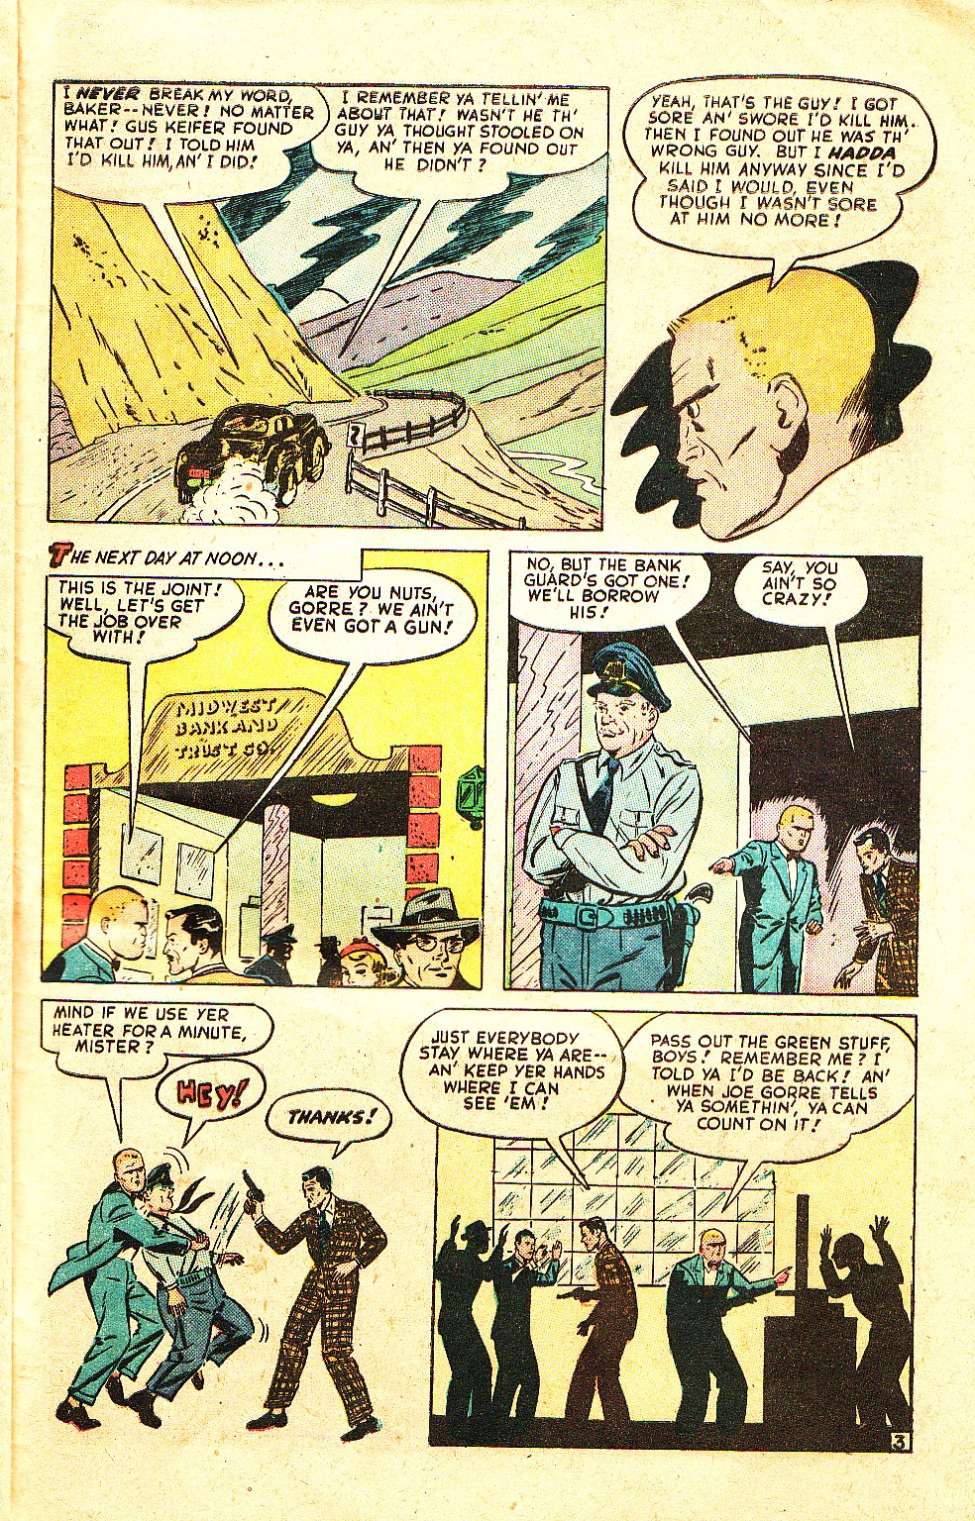 I NEVER BREAK MY WORD,
BAKER--NEVER! NO MATTER
WHAT! GUS KEIFER FOUND
THAT OUT! I TOLD HIM
I'D KILL HIM, AN' I DID!
I REMEMBER YA TELLIN' ME
ABOUT THAT! WASN'T HE TH'
GUY YA THOUGHT STOOLED ON
YA, AN' THEN YA FOUND OUT
HE DIDN'T?
YEAH, THAT'S THE GUY! I GOT
SORE AN' SWORE I'D KILL HIM.
THEN I FOUND OUT HE WAS TH'
WRONG GUY. BUT I HADDA
KILL HIM ANYWAY SINCE I'D
SAID I WOULD, EVEN
THOUGH I WASN'T SORE
AT HIM NO MORE!
THE NEXT DAY AT NOON...
THIS IS THE JOINT!
WELL, LET'S GET
THE JOB OVER
WITH!
ARE YOU NUTS,
GORRE? WE AIN'T
EVEN GOT A GUN!
MIDWEST
BANK AND
TRUST CO.
NO, BUT THE BANK
GUARD'S GOT ONE!
WE'LL BORROW
HIS!
SAY, YOU
AIN'T SO
CRAZY!
MIND IF WE USE YER
HEATER FOR A MINUTE,
MISTER?
HEY!
THANKS!
JUST EVERYBODY
STAY WHERE YA ARE--
AN' KEEP YER HANDS
WHERE I CAN
SEE 'EM!
PASS OUT THE GREEN STUFF,
BOYS! REMEMBER ME? I
TOLD YA I'D BE BACK! AN'
WHEN JOE GORRE TELLS
YA SOMETHIN', YA CAN
COUNT ON IT!
3